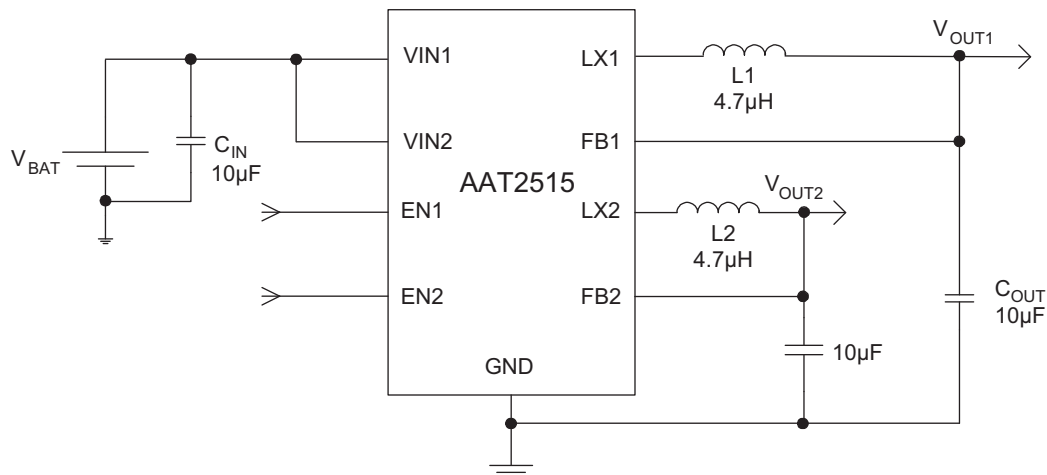 V_OUT1
VIN1
LX1
L1
4.7µH
C_IN
10µF
VIN2
FB1
V_BAT
AAT2515
V_OUT2
EN1
LX2
L2
4.7µH
EN2
FB2
C_OUT
10µF
10µF
GND